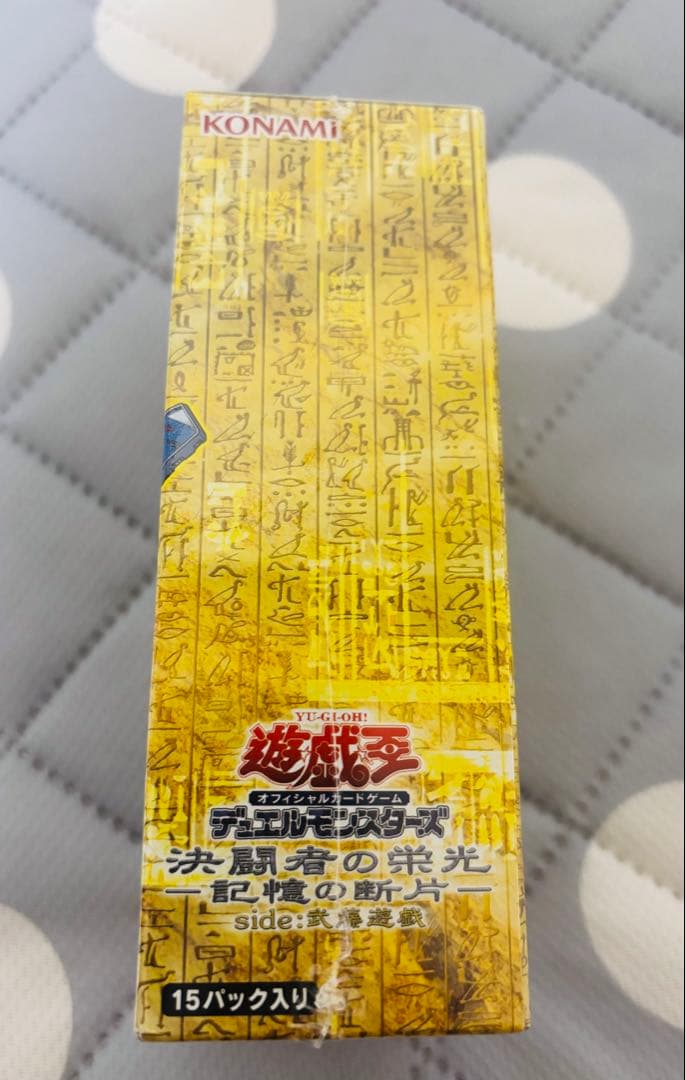 KONAMI
YU-GI-OH!
遊戯王
オフィシャルカードゲーム
デュエルモンスターズ
決闘者の栄光
―記憶の断片―
side:武藤遊戯
15パック入り